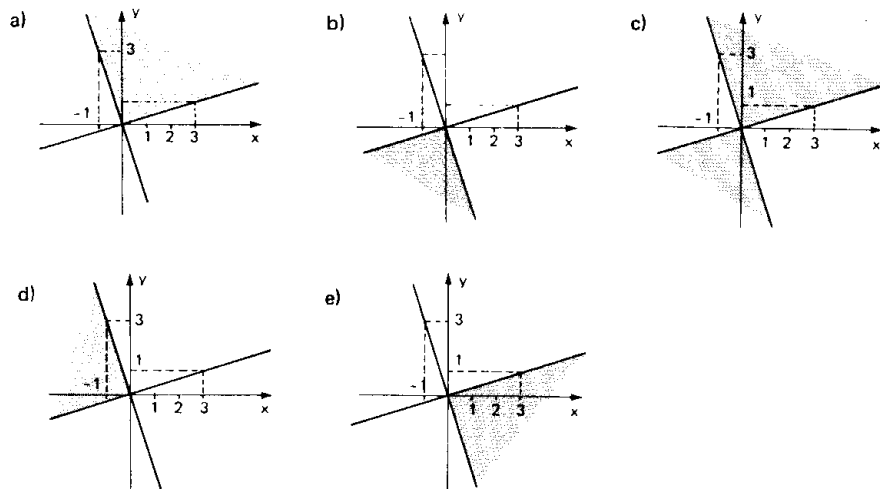 a) y b) y c) y
3 3
1
-1 1 2 3 x -1 1 2 3 x -1 1 2 3 x
d) y e) y
3 3
1 1
-1 1 2 3 x -1 1 2 3 x